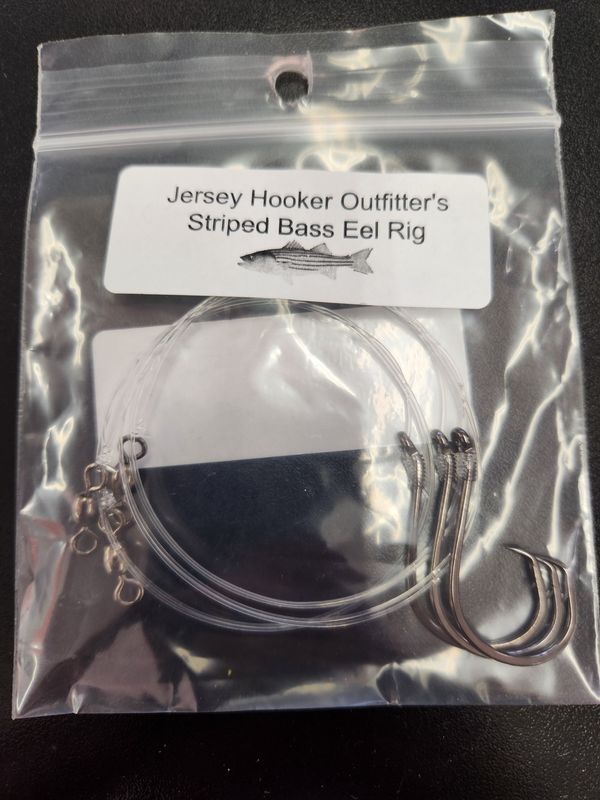 Jersey Hooker Outfitter's
Striped Bass Eel Rig